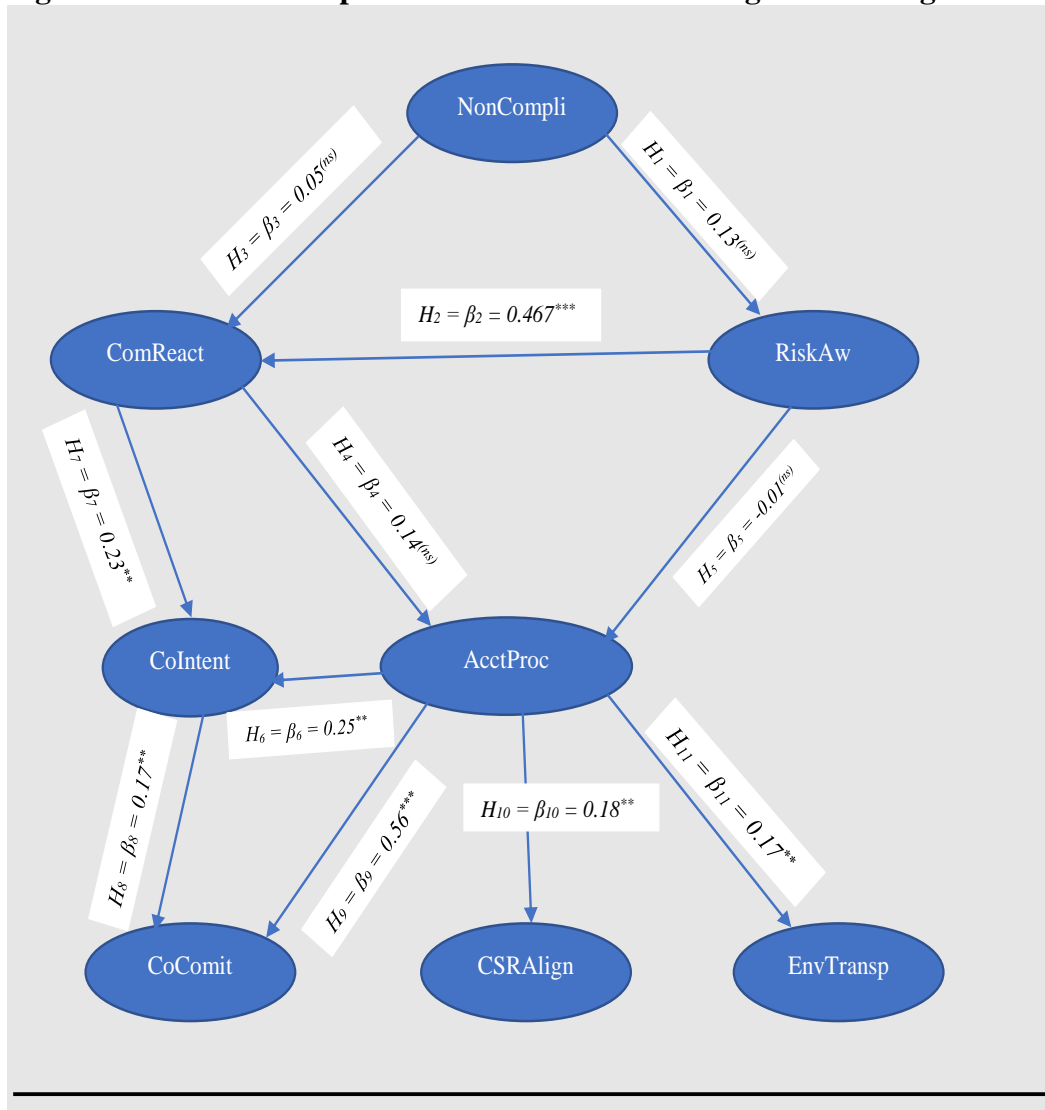 NonCompli
H3 = β3 = 0.05(ns)
H1 = β1 = 0.13(ns)
H2 = β2 = 0.467***
ComReact
RiskAw
H7 = β7 = 0.23**
H4 = β4 = 0.14(ns)
H5 = β5 = -0.01(ns)
CoIntent
AcctProc
H6 = β6 = 0.25**
H8 = β8 = 0.17**
H9 = β9 = 0.56***
H10 = β10 = 0.18**
H11 = β11 = 0.17**
CoComit
CSRAlign
EnvTransp